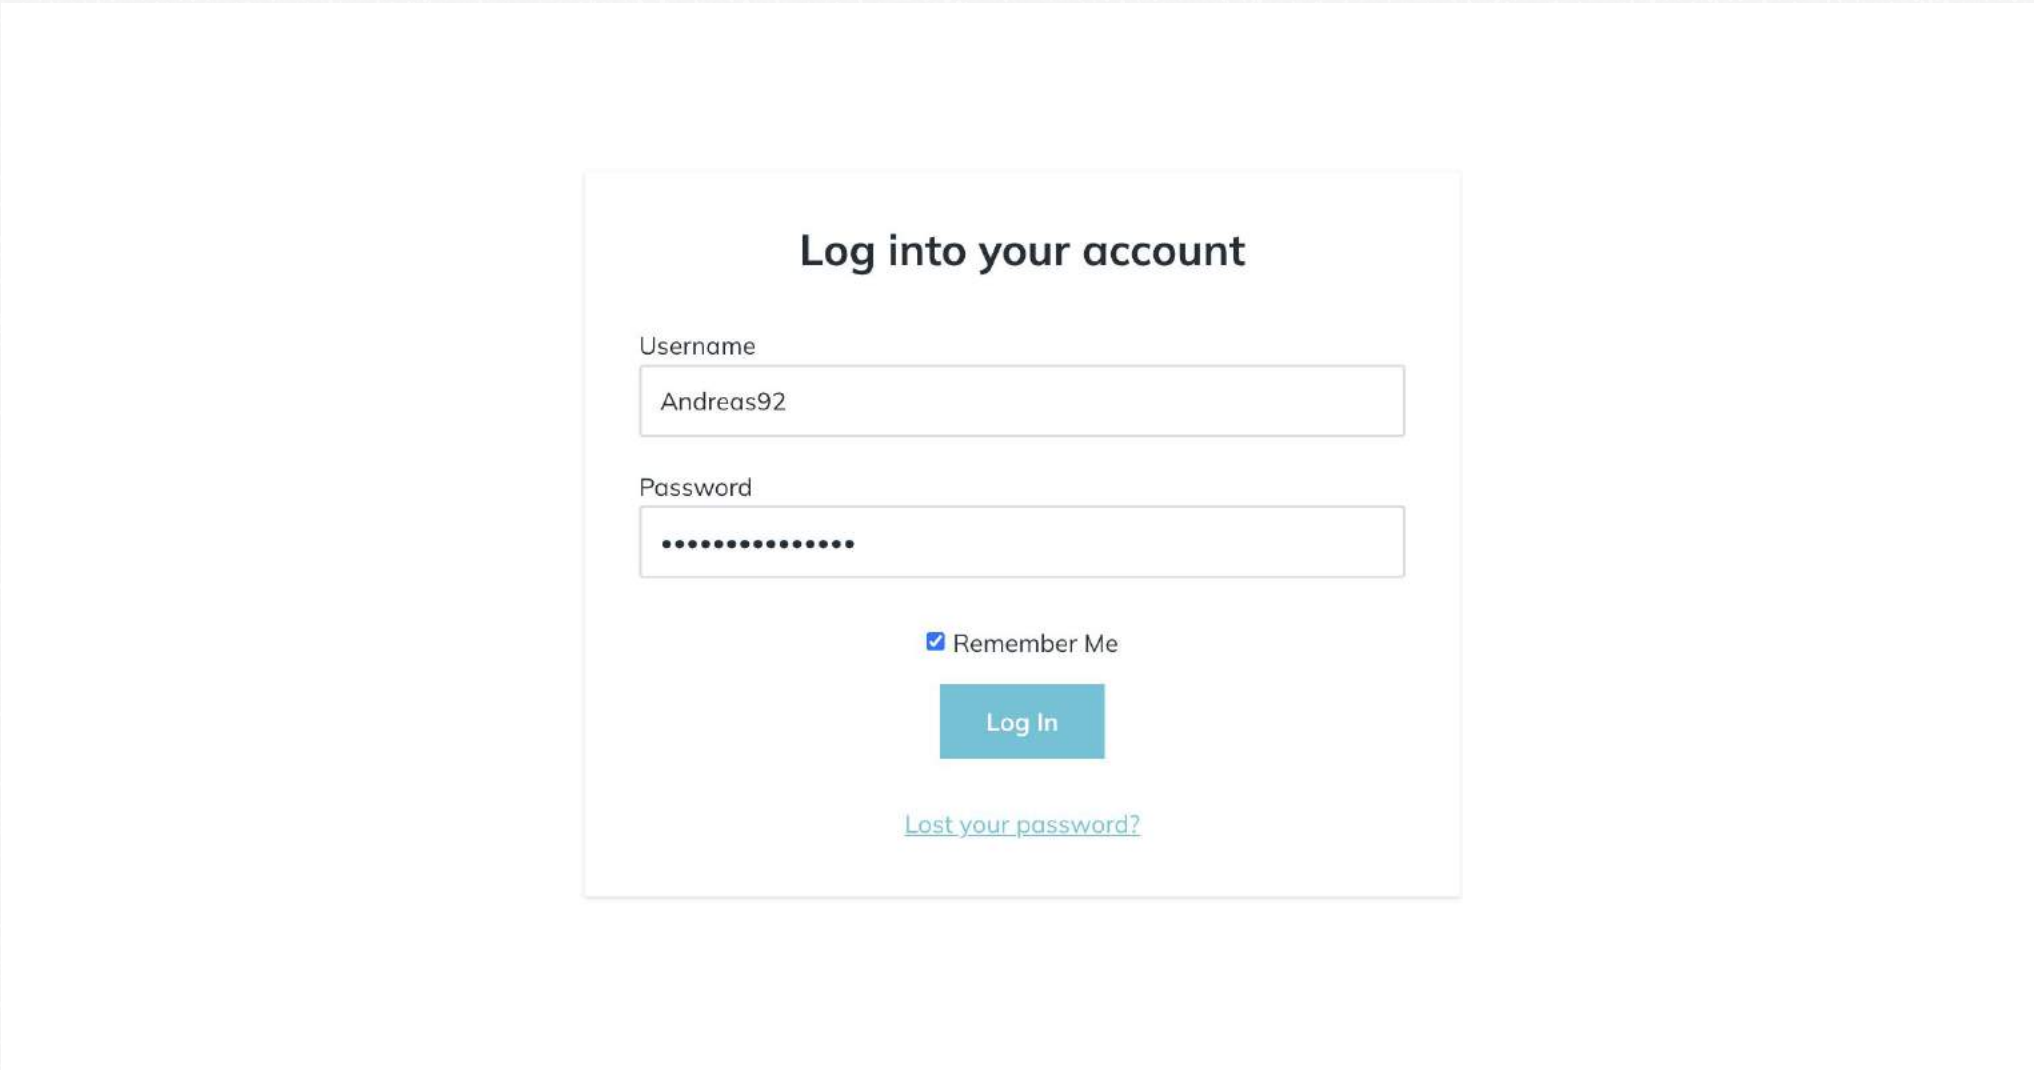 Log into your account
Username
Andreas92
Password
•••••••••••••••
Remember Me
Log In
Lost your password?